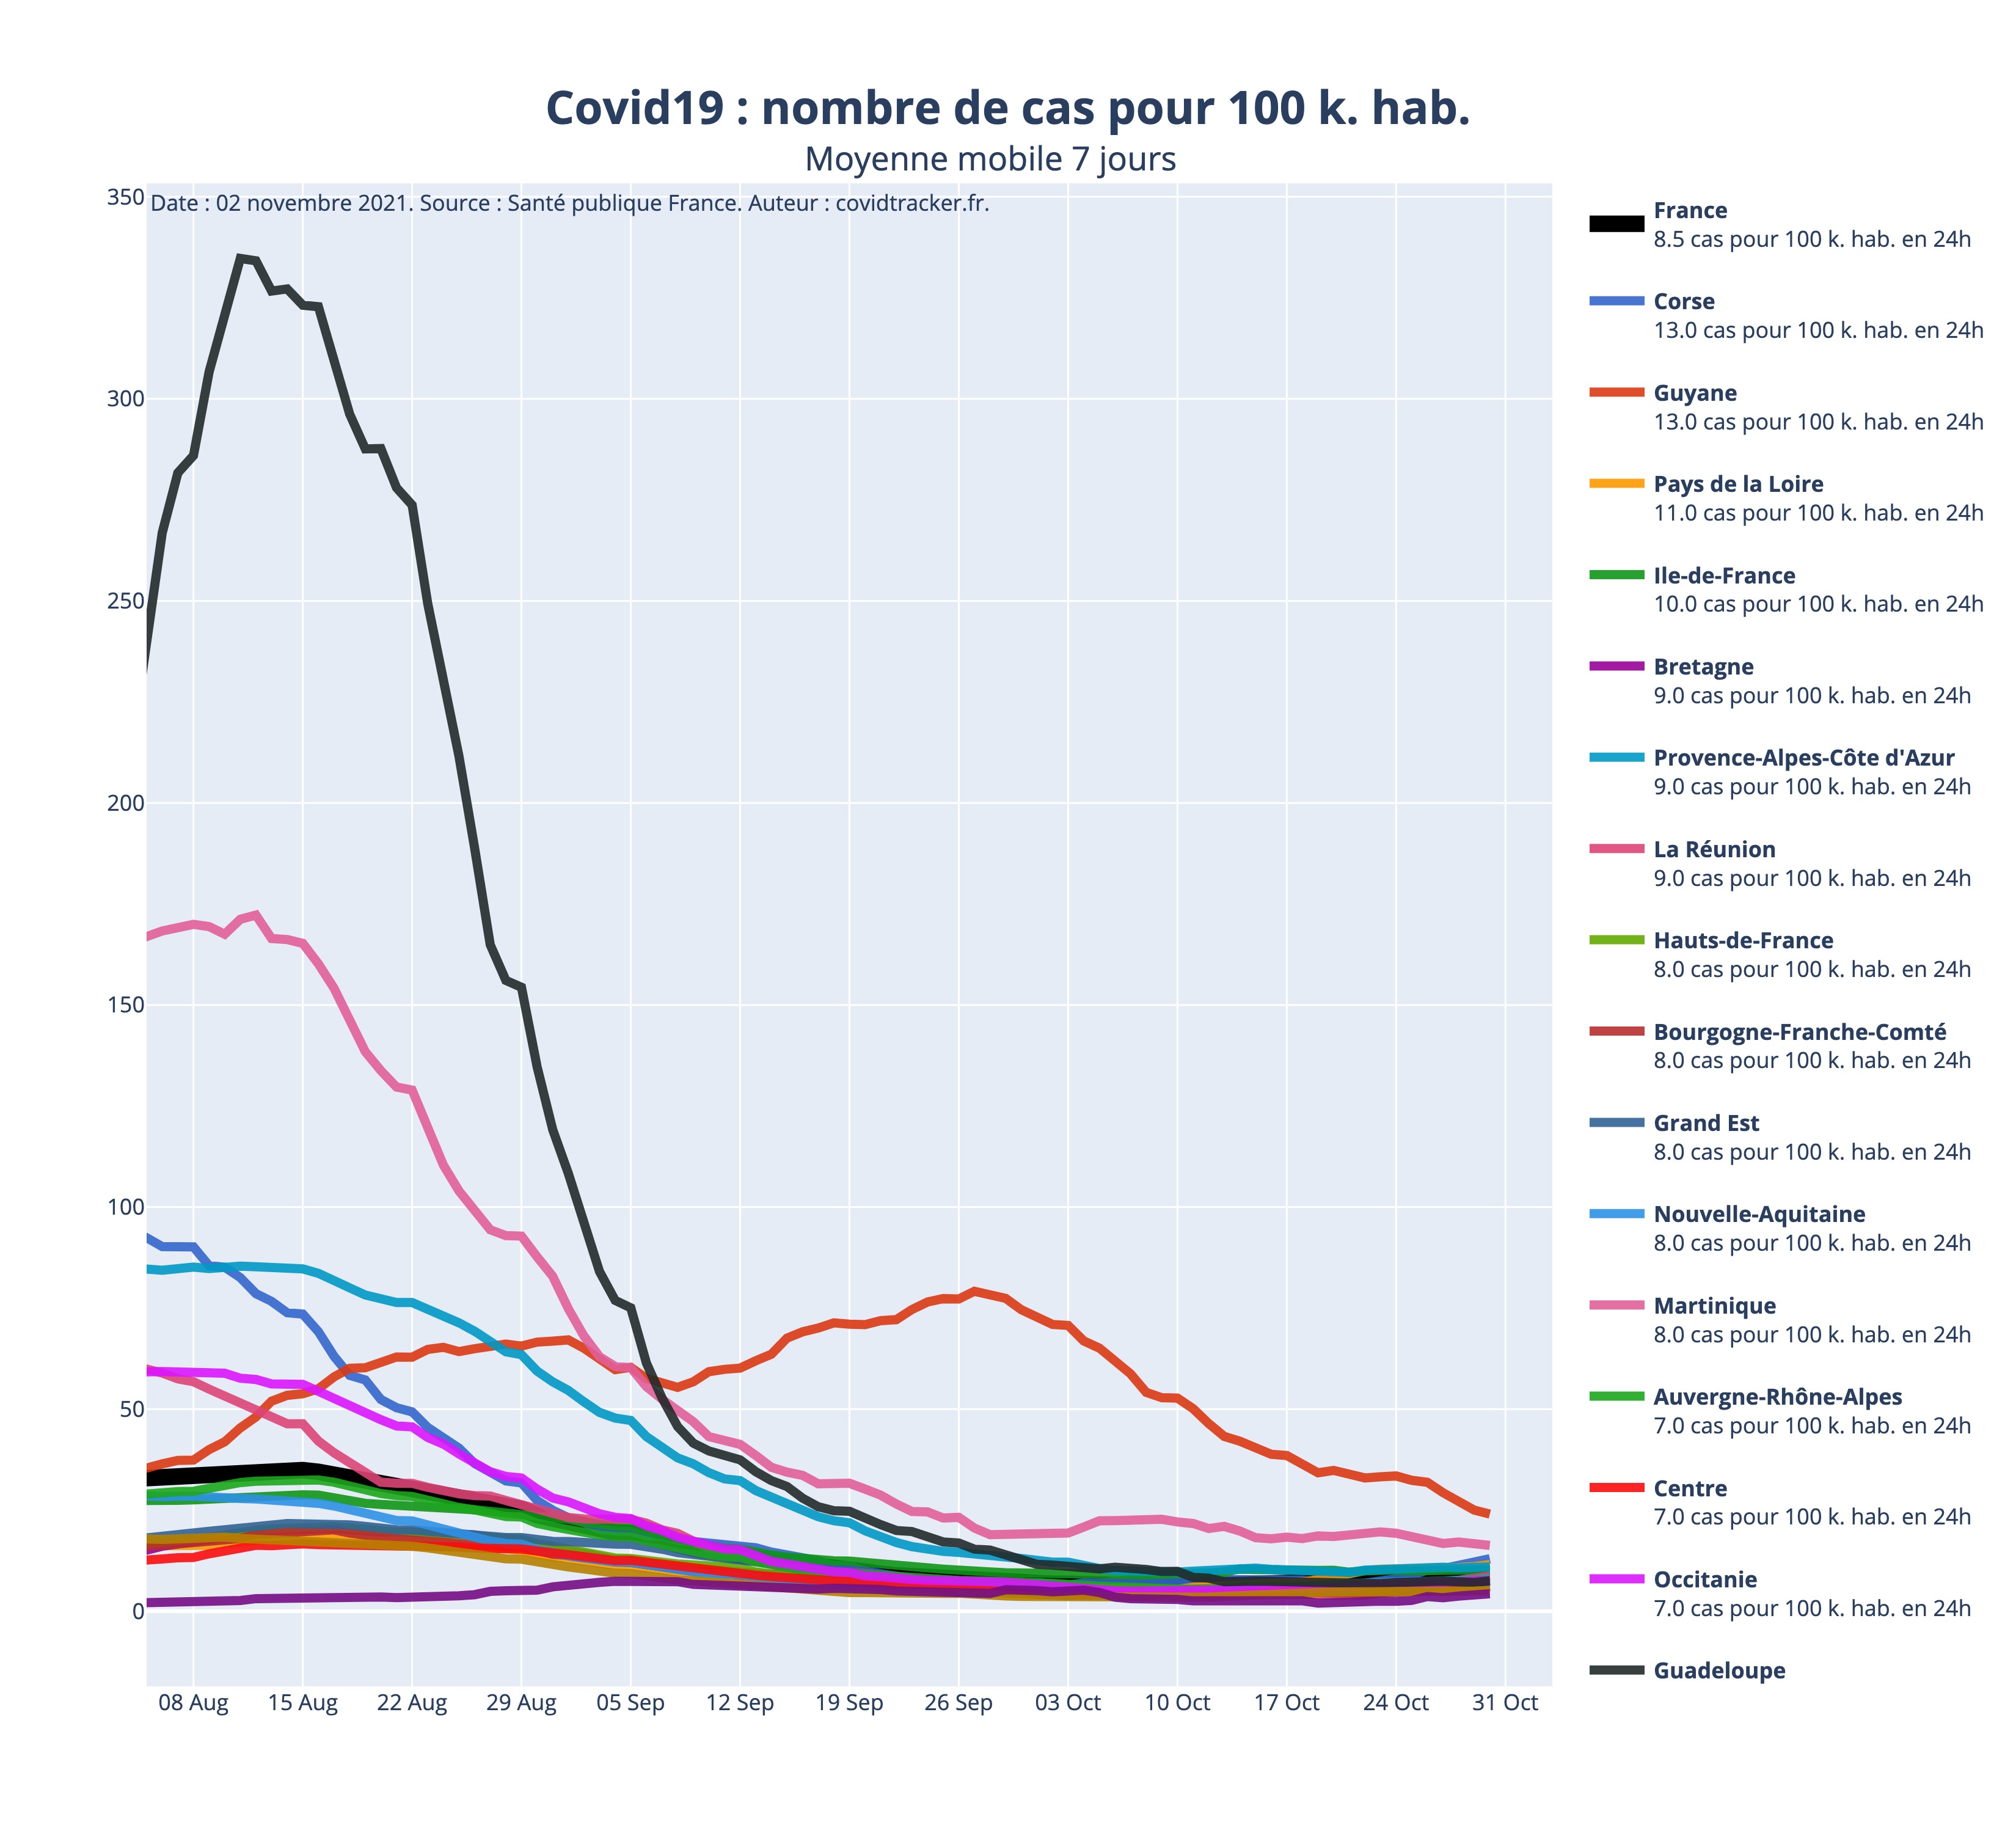 Covid19 : nombre de cas pour 100 k. hab.
Moyenne mobile 7 jours
Date : 02 novembre 2021. Source : Santé publique France. Auteur : covidtracker.fr.
350
300
250
200
150
100
50
0
08 Aug
15 Aug
22 Aug
29 Aug
05 Sep
12 Sep
19 Sep
26 Sep
03 Oct
10 Oct
17 Oct
24 Oct
31 Oct
France
8.5 cas pour 100 k. hab. en 24h
Corse
13.0 cas pour 100 k. hab. en 24h
Guyane
13.0 cas pour 100 k. hab. en 24h
Pays de la Loire
11.0 cas pour 100 k. hab. en 24h
Ile-de-France
10.0 cas pour 100 k. hab. en 24h
Bretagne
9.0 cas pour 100 k. hab. en 24h
Provence-Alpes-Côte d'Azur
9.0 cas pour 100 k. hab. en 24h
La Réunion
9.0 cas pour 100 k. hab. en 24h
Hauts-de-France
8.0 cas pour 100 k. hab. en 24h
Bourgogne-Franche-Comté
8.0 cas pour 100 k. hab. en 24h
Grand Est
8.0 cas pour 100 k. hab. en 24h
Nouvelle-Aquitaine
8.0 cas pour 100 k. hab. en 24h
Martinique
8.0 cas pour 100 k. hab. en 24h
Auvergne-Rhône-Alpes
7.0 cas pour 100 k. hab. en 24h
Centre
7.0 cas pour 100 k. hab. en 24h
Occitanie
7.0 cas pour 100 k. hab. en 24h
Guadeloupe